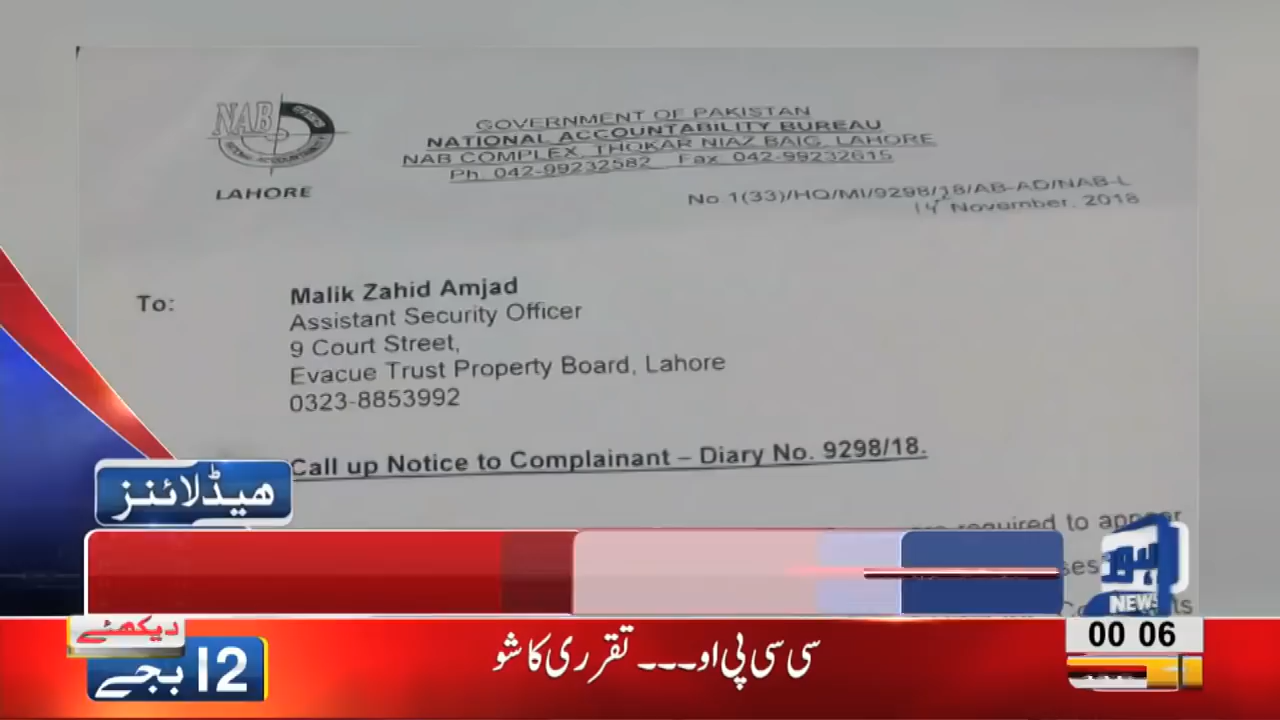 NAB
LAHORE
GOVERNMENT OF PAKISTAN
NATIONAL ACCOUNTABILITY BUREAU
NAB COMPLEX, THOKAR NIAZ BAIG, LAHORE
Ph. 042-99232582 Fax 042-99232615
No.1(33)/HQ/MI/9298/18/AB-AD/NAB-L
14 November, 2018
To:
Malik Zahid Amjad
Assistant Security Officer
9 Court Street,
Evacue Trust Property Board, Lahore
0323-8853992
Call up Notice to Complainant – Diary No. 9298/18.
required to appear
ہیڈلائنز
NEWS
00 06
دیکھئے
12 بجے
سی سی پی او۔۔۔ تقرری کا شو